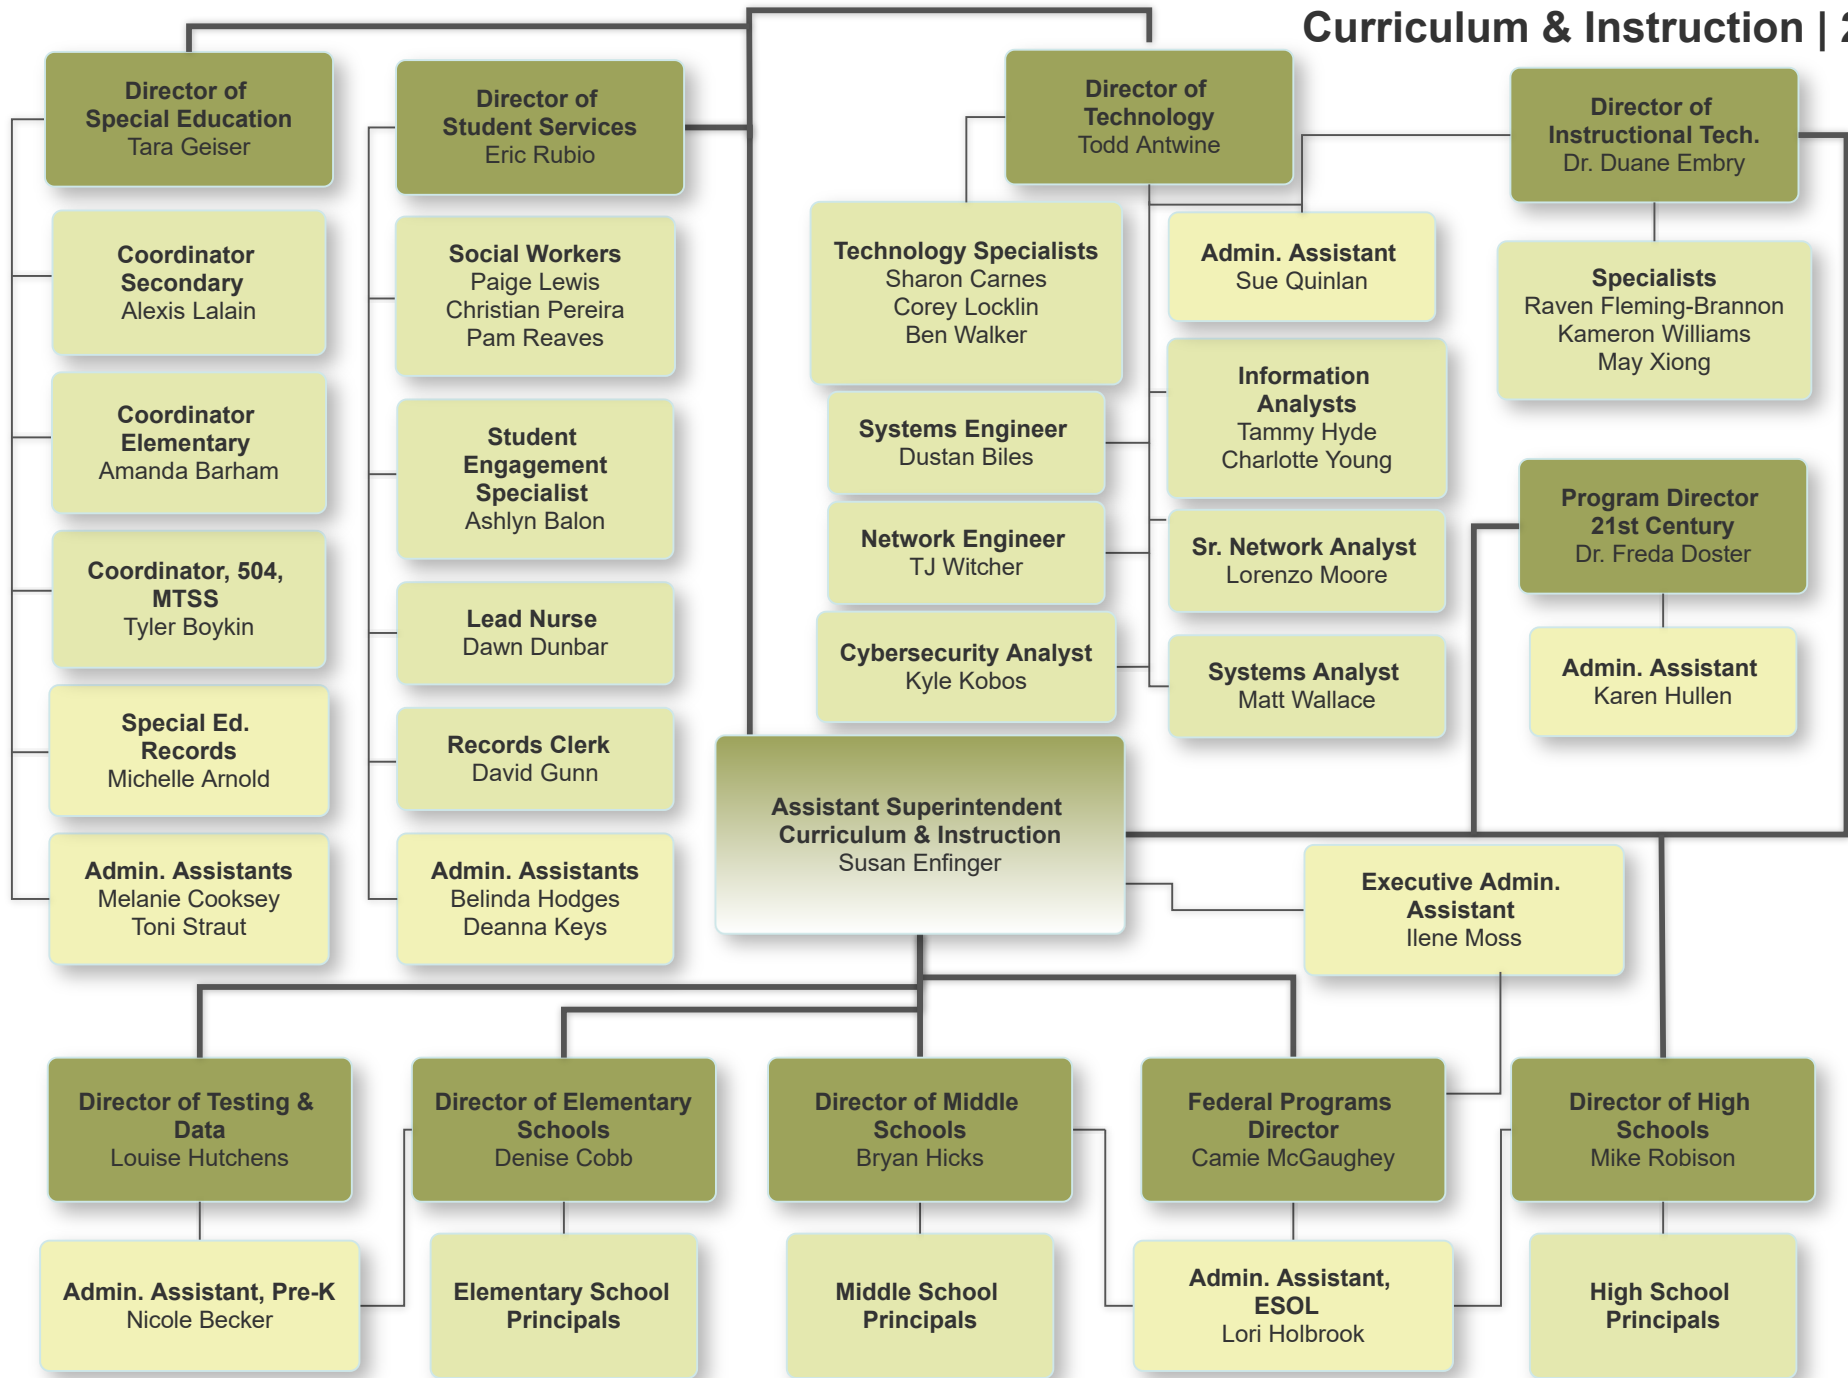 Curriculum & Instruction | 2
Director of
Special Education
Tara Geiser
Coordinator
Secondary
Alexis Lalain
Coordinator
Elementary
Amanda Barham
Coordinator, 504,
MTSS
Tyler Boykin
Special Ed.
Records
Michelle Arnold
Admin. Assistants
Melanie Cooksey
Toni Straut
Director of
Student Services
Eric Rubio
Social Workers
Paige Lewis
Christian Pereira
Pam Reaves
Student
Engagement
Specialist
Ashlyn Balon
Lead Nurse
Dawn Dunbar
Records Clerk
David Gunn
Admin. Assistants
Belinda Hodges
Deanna Keys
Director of
Technology
Todd Antwine
Technology Specialists
Sharon Carnes
Corey Locklin
Ben Walker
Systems Engineer
Dustan Biles
Network Engineer
TJ Witcher
Cybersecurity Analyst
Kyle Kobos
Admin. Assistant
Sue Quinlan
Information
Analysts
Tammy Hyde
Charlotte Young
Sr. Network Analyst
Lorenzo Moore
Systems Analyst
Matt Wallace
Director of
Instructional Tech.
Dr. Duane Embry
Specialists
Raven Fleming-Brannon
Kameron Williams
May Xiong
Program Director
21st Century
Dr. Freda Doster
Admin. Assistant
Karen Hullen
Assistant Superintendent
Curriculum & Instruction
Susan Enfinger
Executive Admin.
Assistant
Ilene Moss
Director of Testing &
Data
Louise Hutchens
Director of Elementary
Schools
Denise Cobb
Director of Middle
Schools
Bryan Hicks
Federal Programs
Director
Camie McGaughey
Director of High
Schools
Mike Robison
Admin. Assistant, Pre-K
Nicole Becker
Elementary School
Principals
Middle School
Principals
Admin. Assistant,
ESOL
Lori Holbrook
High School
Principals